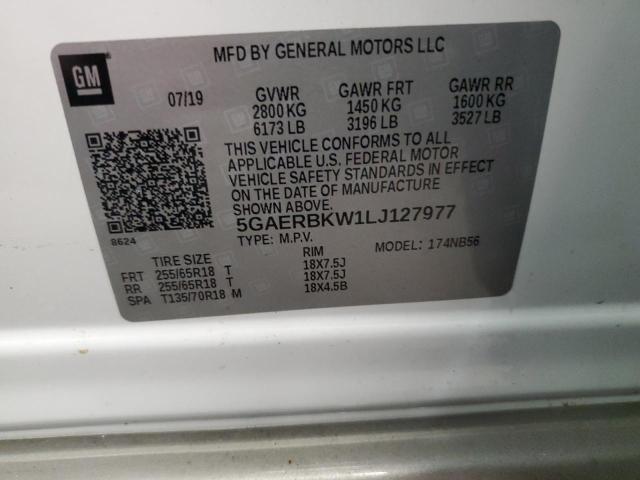 GM
MFD BY GENERAL MOTORS LLC
07/19 GVWR GAWR FRT GAWR RR
2800 KG 1450 KG 1600 KG
6173 LB 3196 LB 3527 LB
THIS VEHICLE CONFORMS TO ALL
APPLICABLE U.S. FEDERAL MOTOR
VEHICLE SAFETY STANDARDS IN EFFECT
ON THE DATE OF MANUFACTURE
SHOWN ABOVE.
5GAERBKW1LJ127977
8624
TYPE: M.P.V. MODEL: 174NB56
TIRE SIZE RIM
FRT 255/65R18 T 18X7.5J
RR 255/65R18 T 18X7.5J
SPA T135/70R18 M 18X4.5B